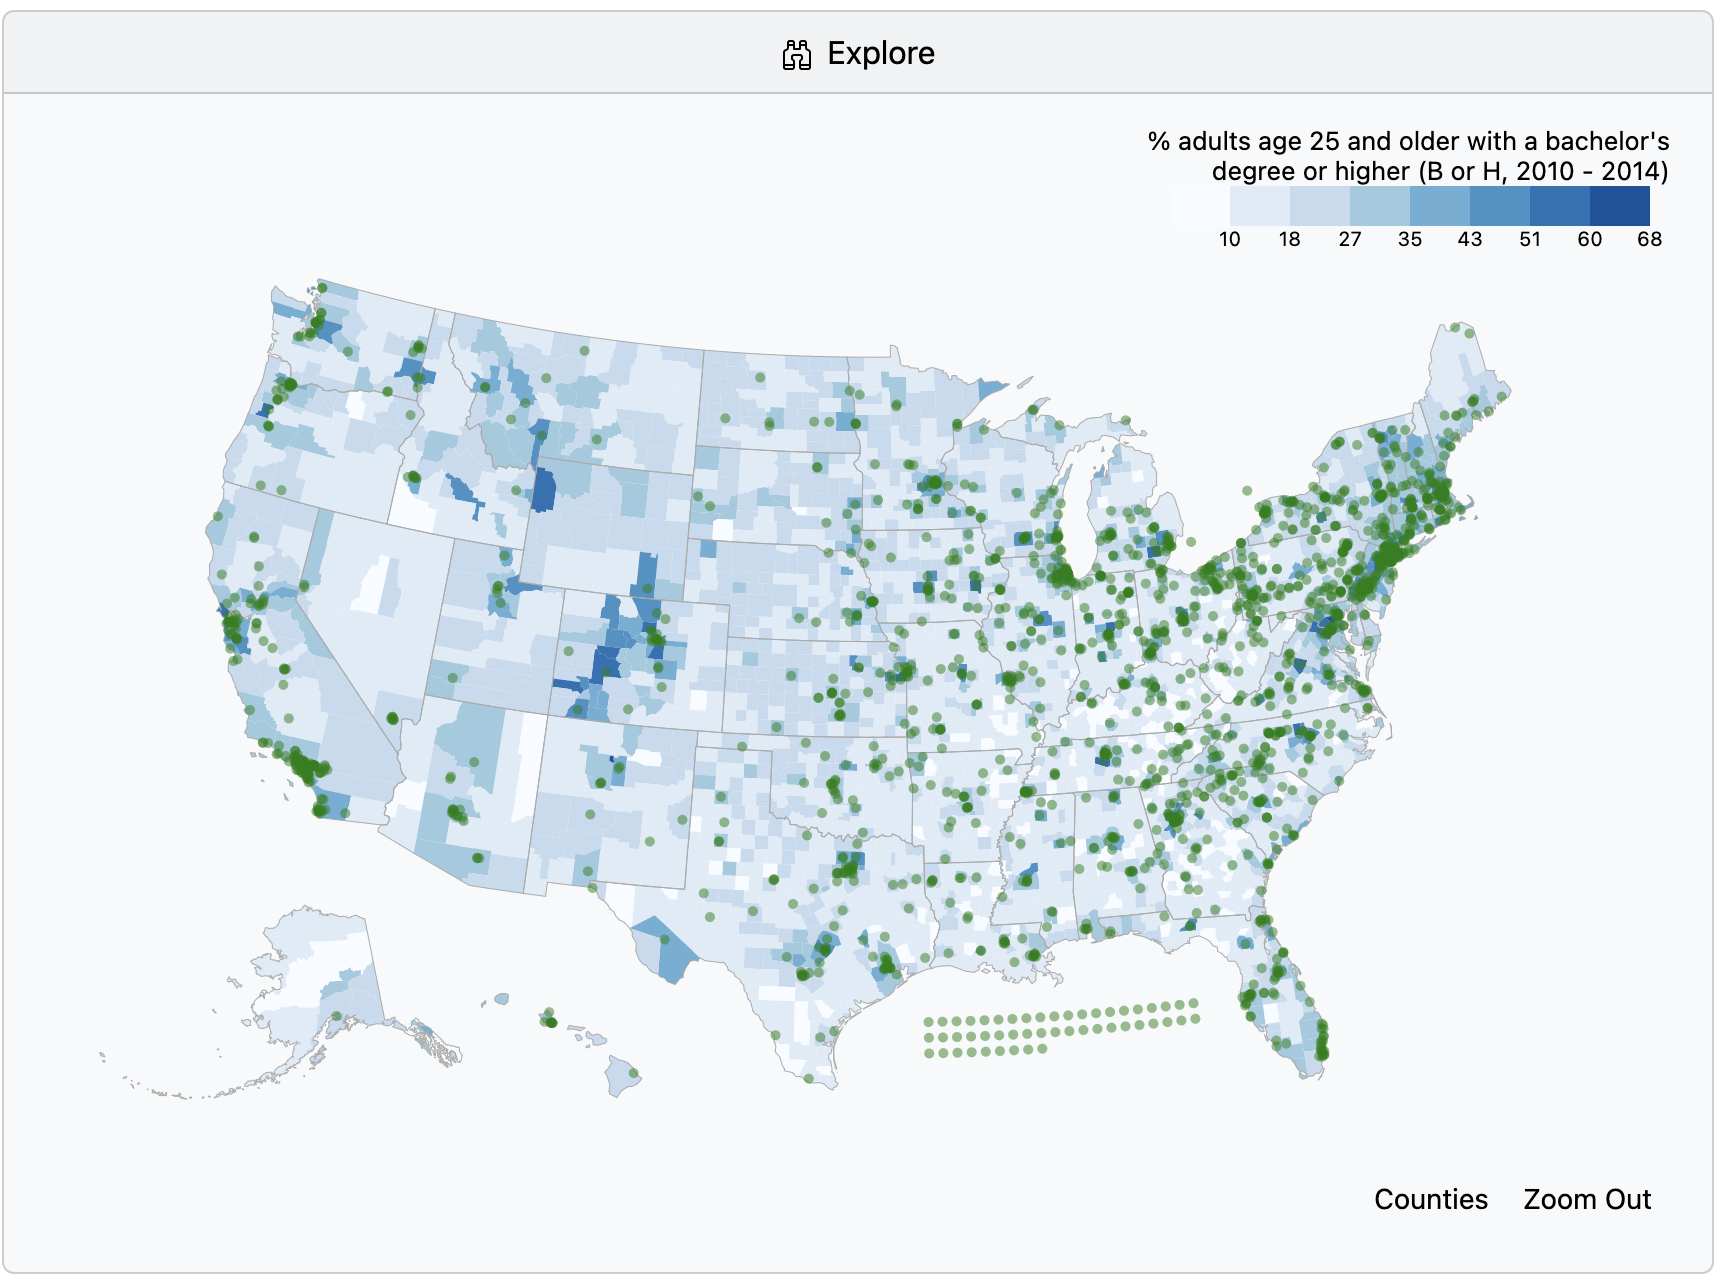 Explore
% adults age 25 and older with a bachelor's
degree or higher (B or H, 2010 - 2014)
10 18 27 35 43 51 60 68
Counties Zoom Out